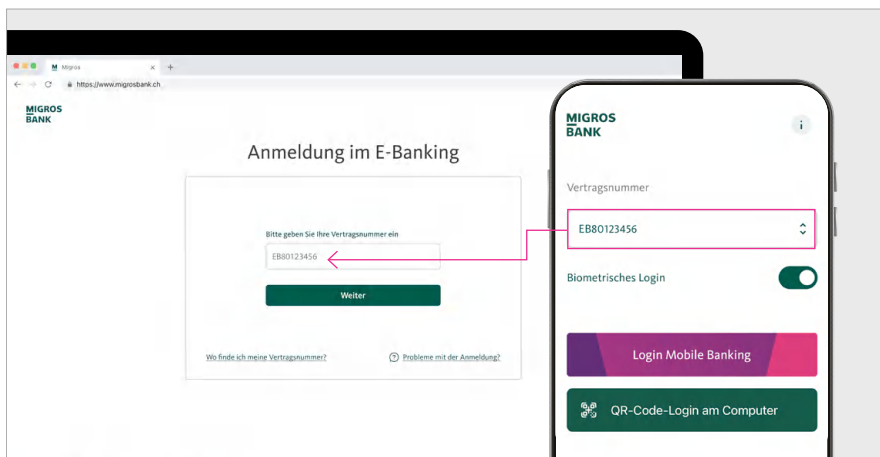 M Migros
https://www.migrosbank.ch
MIGROS
BANK
Anmeldung im E-Banking
Bitte geben Sie Ihre Vertragsnummer ein
EB80123456
Weiter
Wo finde ich meine Vertragsnummer?
? Probleme mit der Anmeldung?
MIGROS
BANK
i
Vertragsnummer
EB80123456
Biometrisches Login
Login Mobile Banking
QR-Code-Login am Computer